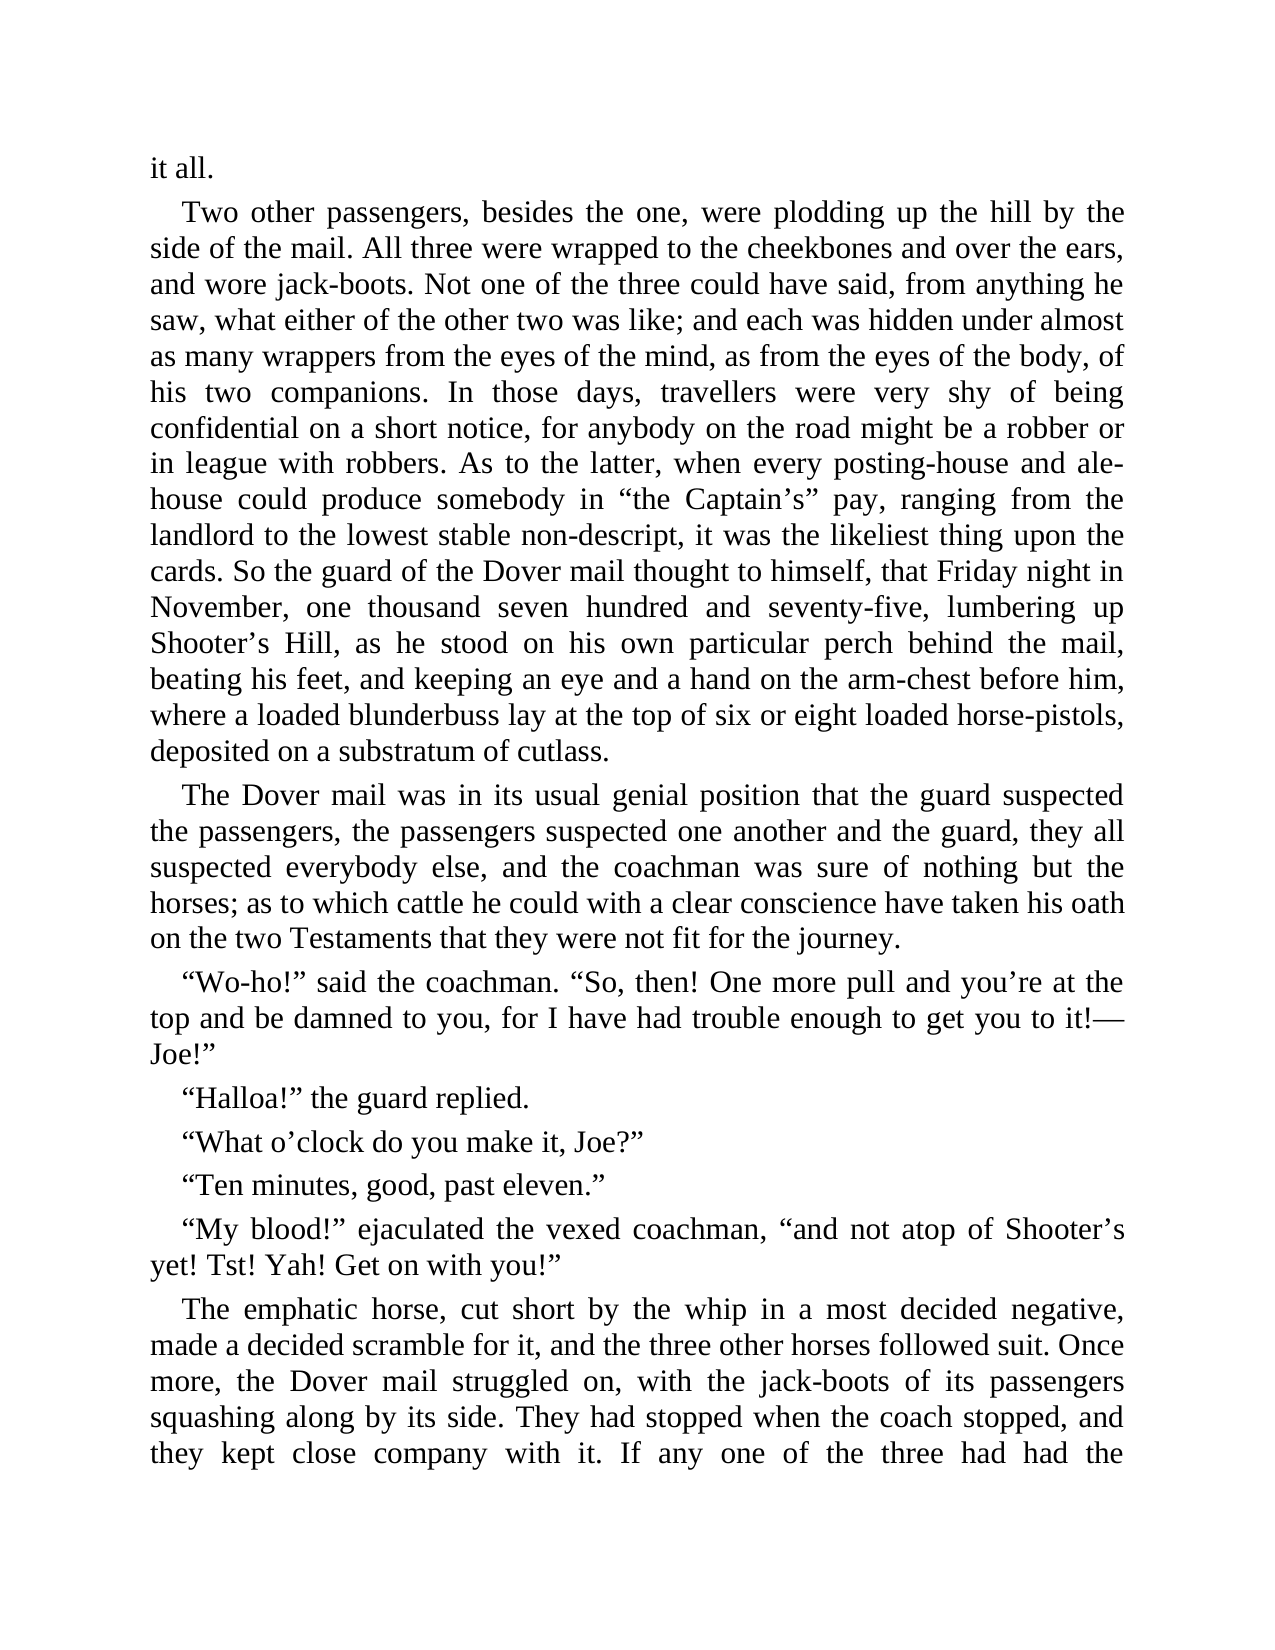 it all.
Two other passengers, besides the one, were plodding up the hill by the
side of the mail. All three were wrapped to the cheekbones and over the ears,
and wore jack-boots. Not one of the three could have said, from anything he
saw, what either of the other two was like; and each was hidden under almost
as many wrappers from the eyes of the mind, as from the eyes of the body, of
his two companions. In those days, travellers were very shy of being
confidential on a short notice, for anybody on the road might be a robber or
in league with robbers. As to the latter, when every posting-house and ale-
house could produce somebody in “the Captain’s” pay, ranging from the
landlord to the lowest stable non-descript, it was the likeliest thing upon the
cards. So the guard of the Dover mail thought to himself, that Friday night in
November, one thousand seven hundred and seventy-five, lumbering up
Shooter’s Hill, as he stood on his own particular perch behind the mail,
beating his feet, and keeping an eye and a hand on the arm-chest before him,
where a loaded blunderbuss lay at the top of six or eight loaded horse-pistols,
deposited on a substratum of cutlass.
The Dover mail was in its usual genial position that the guard suspected
the passengers, the passengers suspected one another and the guard, they all
suspected everybody else, and the coachman was sure of nothing but the
horses; as to which cattle he could with a clear conscience have taken his oath
on the two Testaments that they were not fit for the journey.
“Wo-ho!” said the coachman. “So, then! One more pull and you’re at the
top and be damned to you, for I have had trouble enough to get you to it!—
Joe!”
“Halloa!” the guard replied.
“What o’clock do you make it, Joe?”
“Ten minutes, good, past eleven.”
“My blood!” ejaculated the vexed coachman, “and not atop of Shooter’s
yet! Tst! Yah! Get on with you!”
The emphatic horse, cut short by the whip in a most decided negative,
made a decided scramble for it, and the three other horses followed suit. Once
more, the Dover mail struggled on, with the jack-boots of its passengers
squashing along by its side. They had stopped when the coach stopped, and
they kept close company with it. If any one of the three had had the